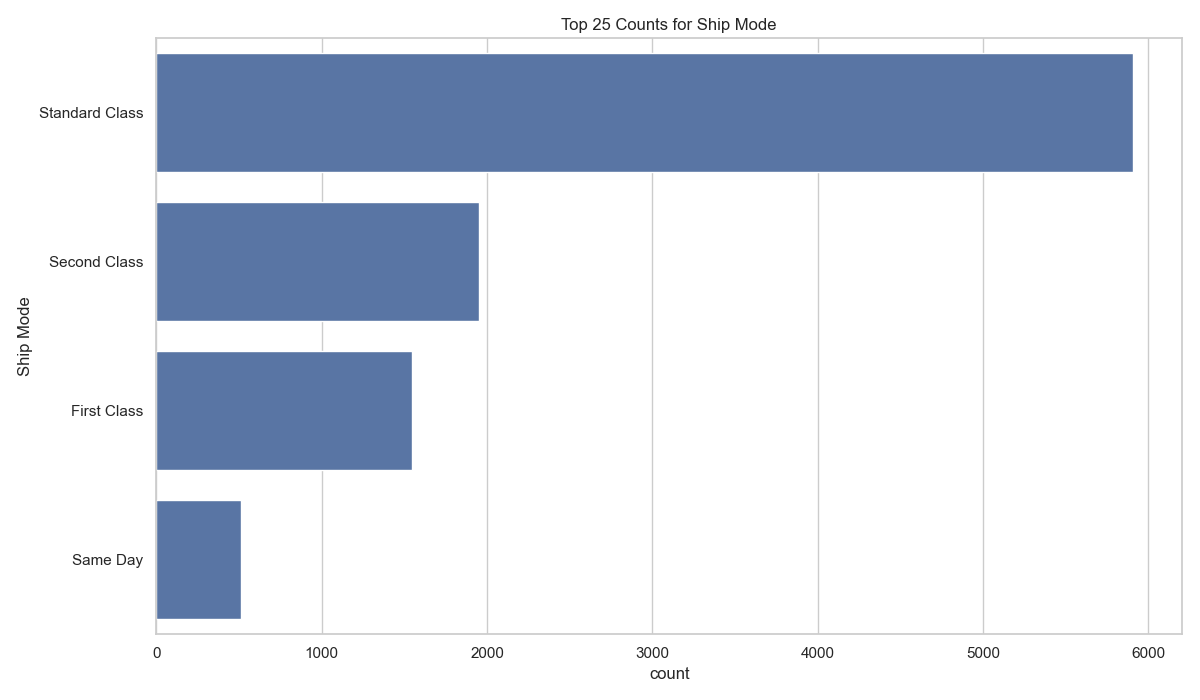 Top 25 Counts for Ship Mode
Ship Mode
Standard Class
Second Class
First Class
Same Day
0 1000 2000 3000 4000 5000 6000
count